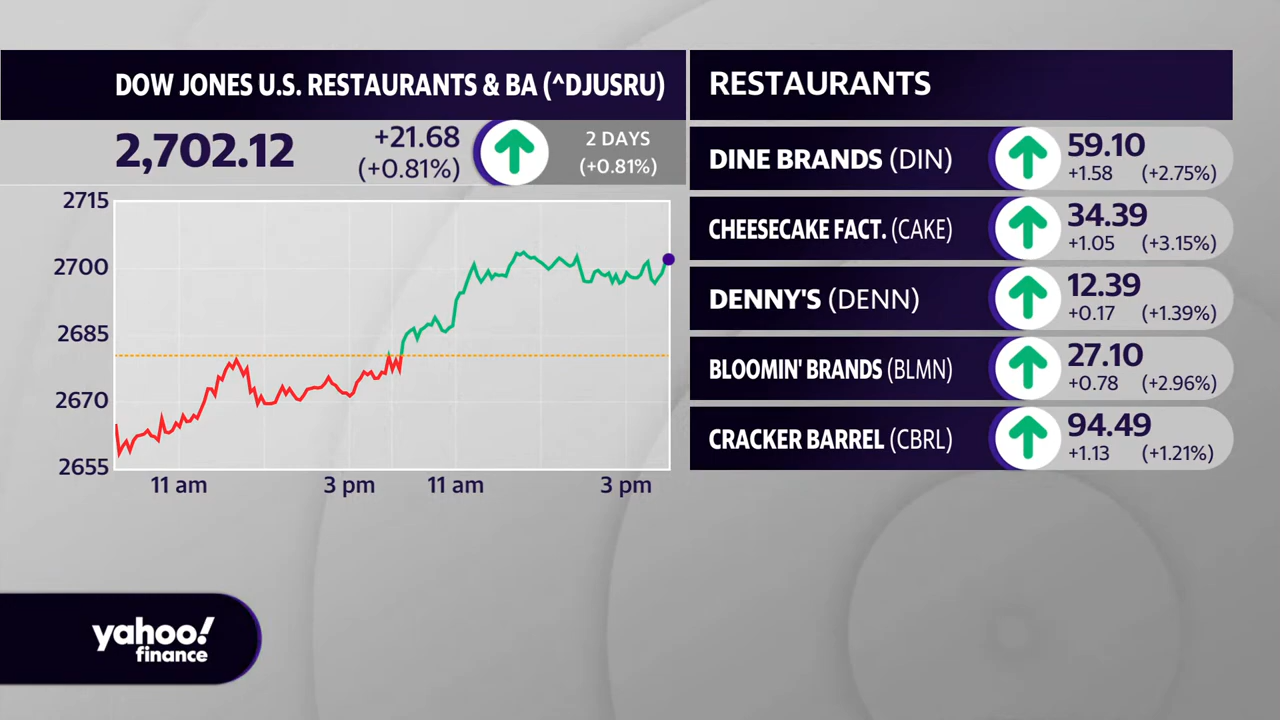 DOW JONES U.S. RESTAURANTS & BA (^DJUSRU)
2,702.12
+21.68
(+0.81%)
2 DAYS
(+0.81%)
2715
2700
2685
2670
2655
11 am
3 pm
11 am
3 pm
RESTAURANTS
DINE BRANDS (DIN)
59.10
+1.58 (+2.75%)
CHEESECAKE FACT. (CAKE)
34.39
+1.05 (+3.15%)
DENNY'S (DENN)
12.39
+0.17 (+1.39%)
BLOOMIN' BRANDS (BLMN)
27.10
+0.78 (+2.96%)
CRACKER BARREL (CBRL)
94.49
+1.13 (+1.21%)
yahoo!
finance